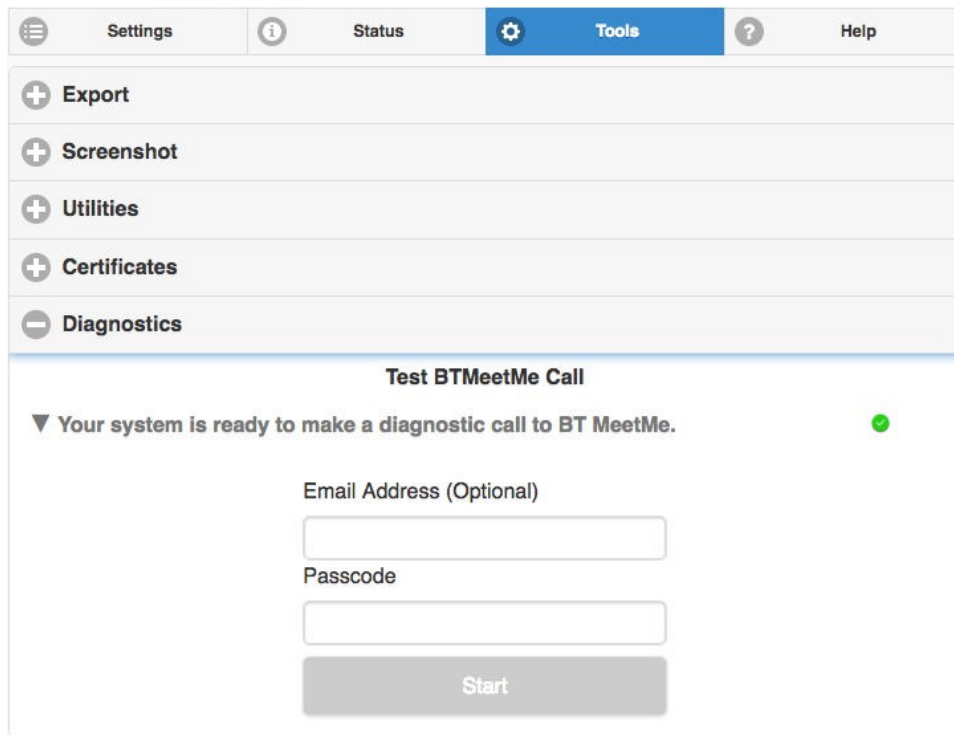 Settings Status Tools Help
Export
Screenshot
Utilities
Certificates
Diagnostics
Test BTMeetMe Call
Your system is ready to make a diagnostic call to BT MeetMe.
Email Address (Optional)
Passcode
Start